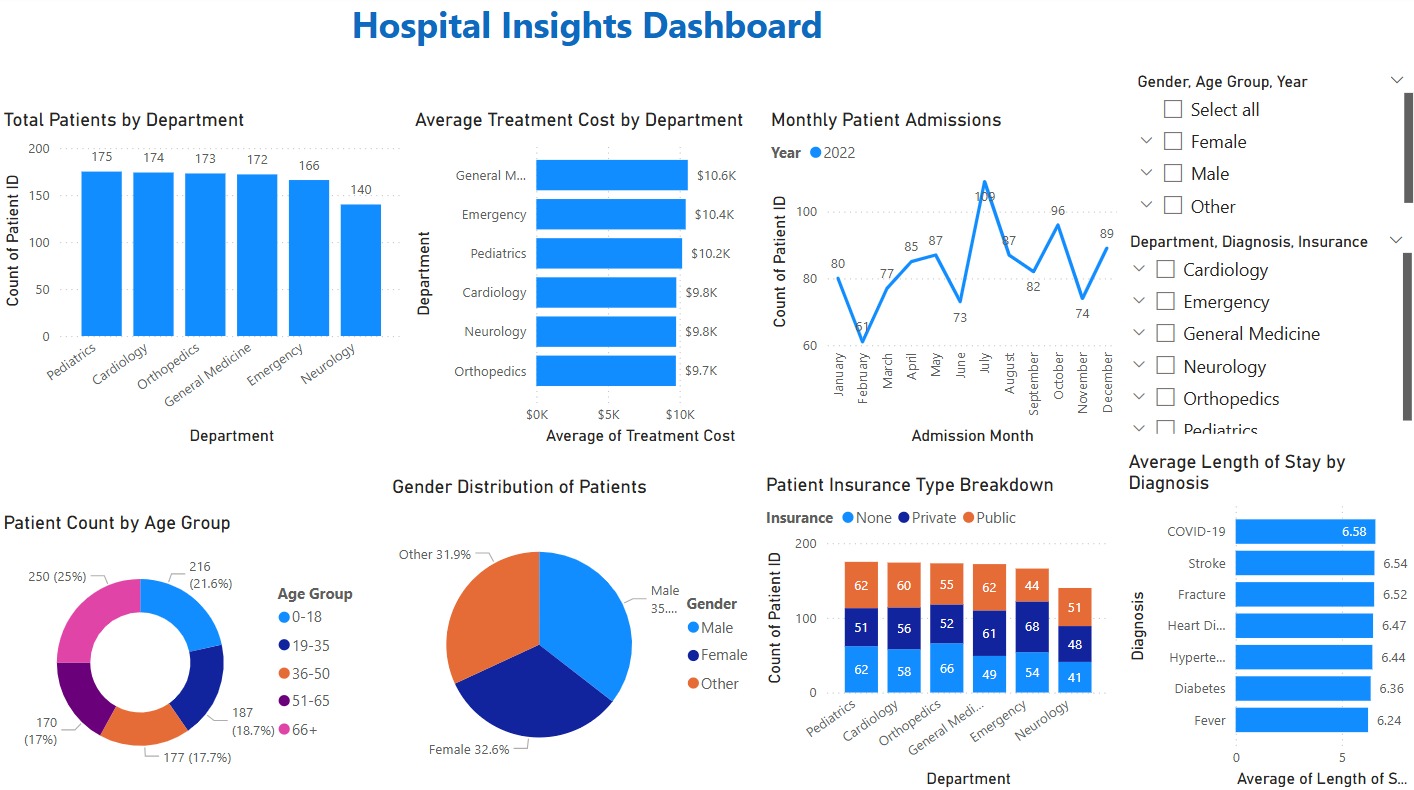 Hospital Insights Dashboard
Total Patients by Department
Count of Patient ID
200
150
100
50
0
175
174
173
172
166
140
Pediatrics
Cardiology
Orthopedics
General Medicine
Emergency
Neurology
Department
Average Treatment Cost by Department
Department
General M... $10.6K
Emergency $10.4K
Pediatrics $10.2K
Cardiology $9.8K
Neurology $9.8K
Orthopedics $9.7K
$0K $5K $10K
Average of Treatment Cost
Monthly Patient Admissions
Year 2022
Count of Patient ID
100
80
60
80
61
77
85
87
73
109
87
82
96
74
89
January
February
March
April
May
June
July
August
September
October
November
December
Admission Month
Gender, Age Group, Year
Select all
Female
Male
Other
Department, Diagnosis, Insurance
Cardiology
Emergency
General Medicine
Neurology
Orthopedics
Pediatrics
Patient Count by Age Group
250 (25%)
216
(21.6%)
187
(18.7%)
177 (17.7%)
170
(17%)
Age Group
0-18
19-35
36-50
51-65
66+
Gender Distribution of Patients
Other 31.9%
Male
35....
Female 32.6%
Gender
Male
Female
Other
Patient Insurance Type Breakdown
Insurance None Private Public
Count of Patient ID
200
100
0
62 60 55 62 44 51
51 56 52 61 68 48
62 58 66 49 54 41
Pediatrics
Cardiology
Orthopedics
General Medi...
Emergency
Neurology
Department
Average Length of Stay by
Diagnosis
Diagnosis
COVID-19 6.58
Stroke 6.54
Fracture 6.52
Heart Di... 6.47
Hyperte... 6.44
Diabetes 6.36
Fever 6.24
0 5
Average of Length of S...